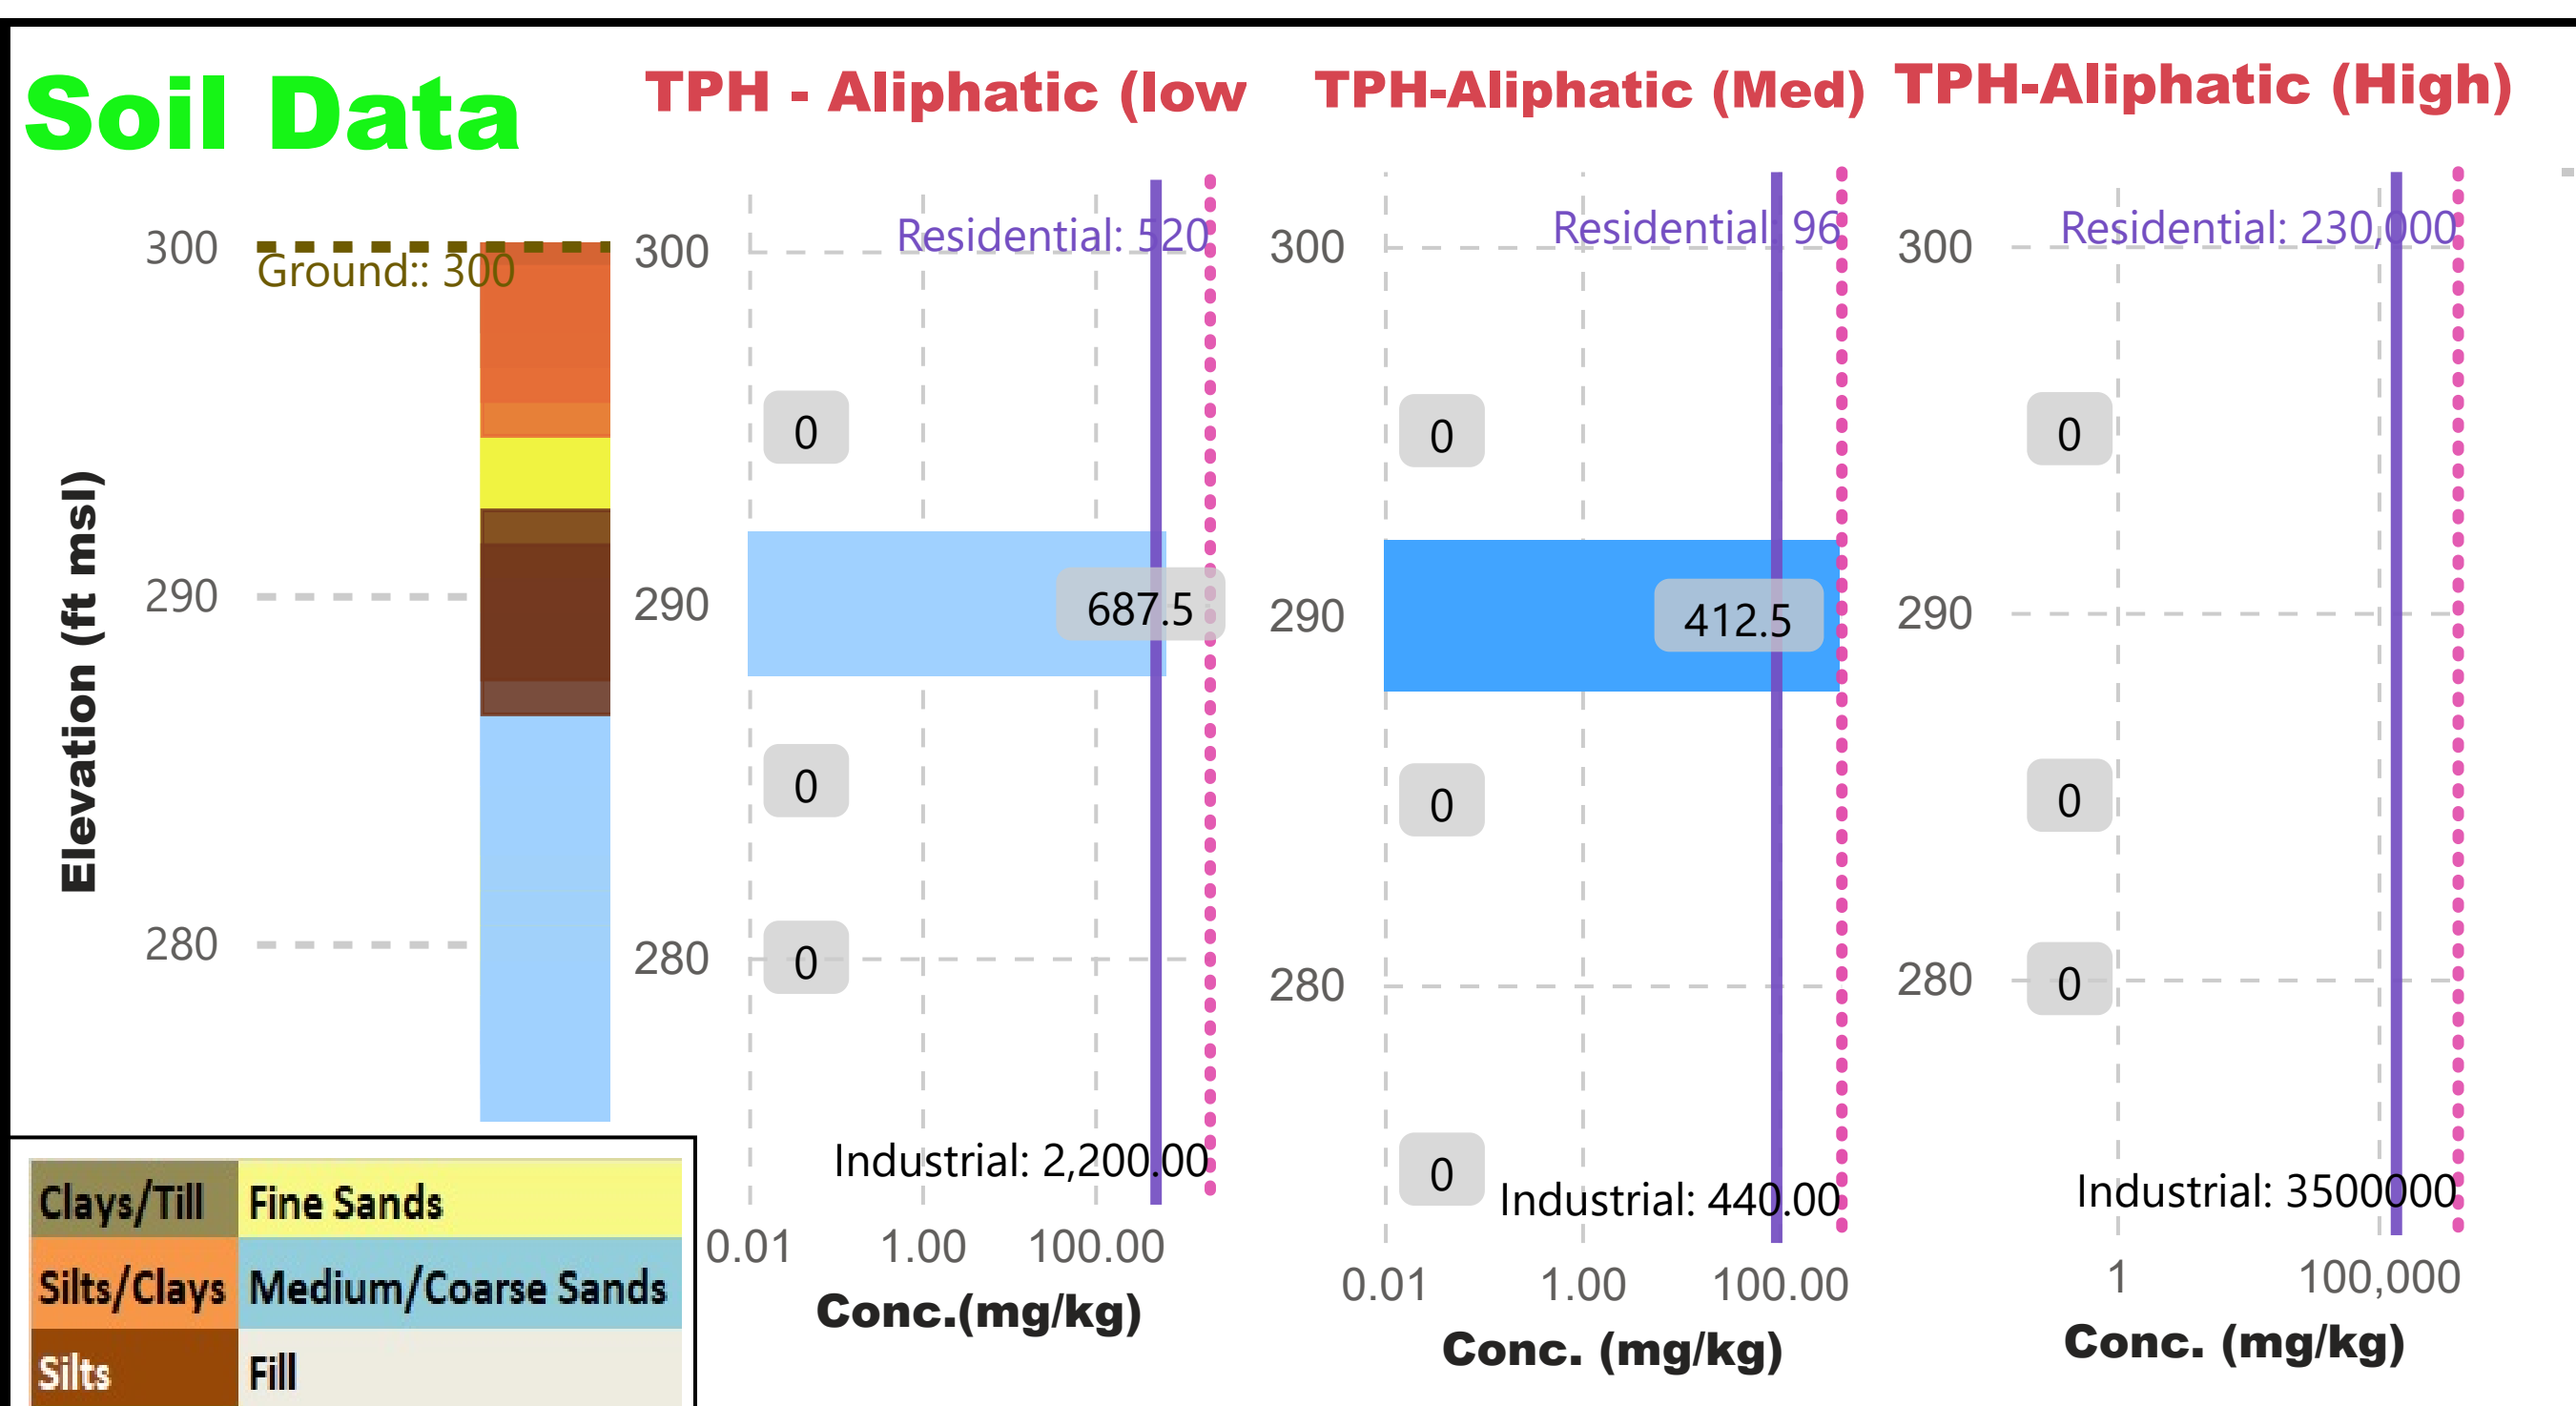 Soil Data
TPH - Aliphatic (low
TPH-Aliphatic (Med)
TPH-Aliphatic (High)
Elevation (ft msl)
300
Ground:: 300
290
280
300
290
280
Residential: 520
0
687.5
0
0
Industrial: 2,200.00
0.01 1.00 100.00
Conc.(mg/kg)
300
290
280
Residential: 96
0
412.5
0
0
Industrial: 440.00
0.01 1.00 100.00
Conc. (mg/kg)
300
290
280
Residential: 230,000
0
0
0
Industrial: 3500000
1 100,000
Conc. (mg/kg)
Clays/Till Fine Sands
Silts/Clays Medium/Coarse Sands
Silts Fill